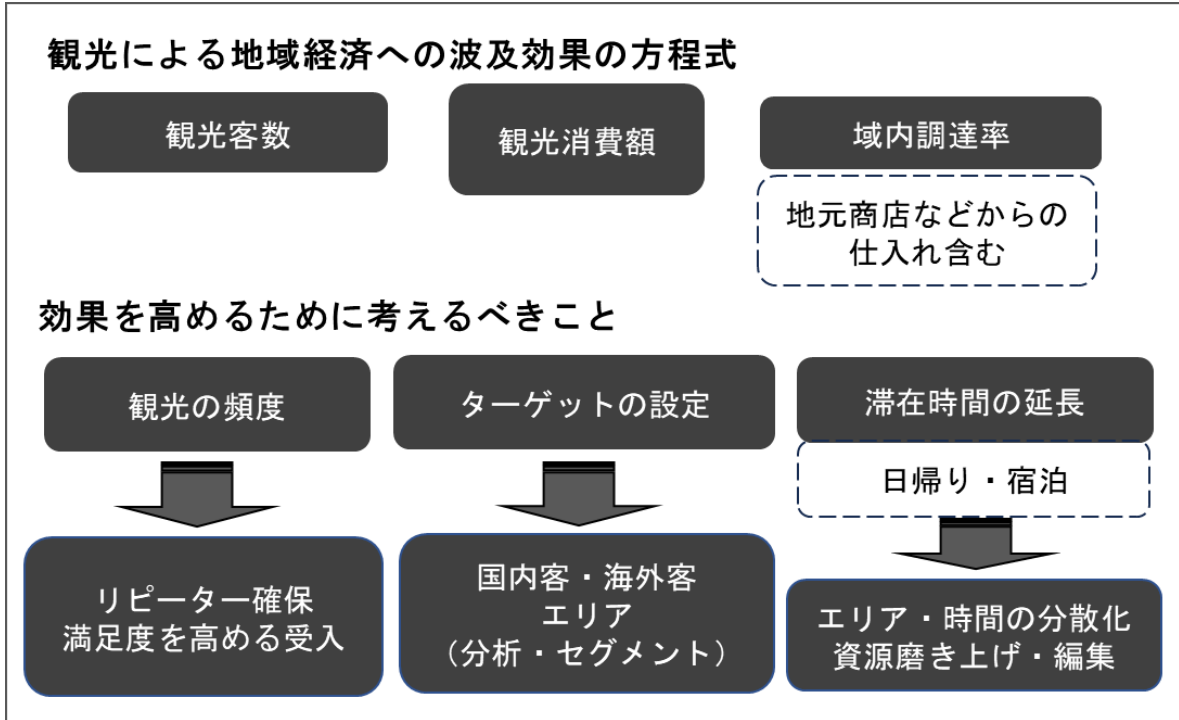 観光による地域経済への波及効果の方程式
観光客数
観光消費額
域内調達率
地元商店などからの
仕入れ含む
効果を高めるために考えるべきこと
観光の頻度
ターゲットの設定
滞在時間の延長
日帰り・宿泊
リピーター確保
満足度を高める受入
国内客・海外客
エリア
（分析・セグメント）
エリア・時間の分散化
資源磨き上げ・編集